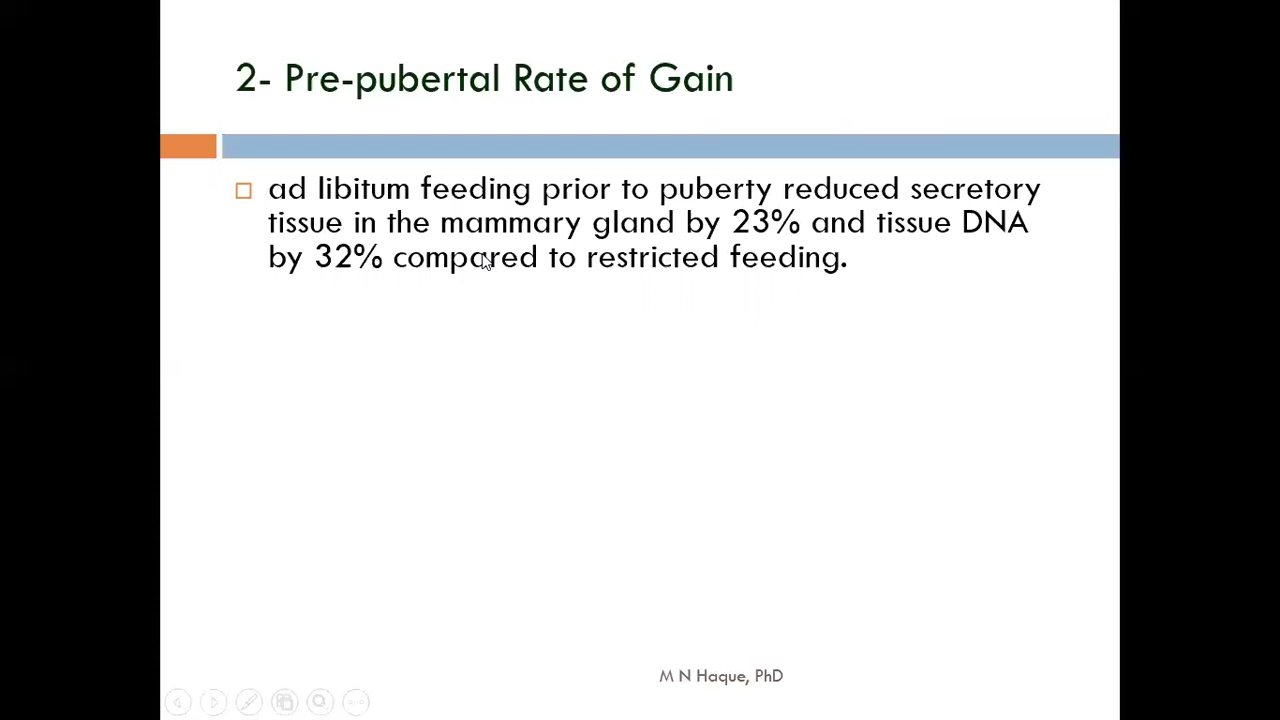 2- Pre-pubertal Rate of Gain
ad libitum feeding prior to puberty reduced secretory
tissue in the mammary gland by 23% and tissue DNA
by 32% compared to restricted feeding.
M N Haque, PhD